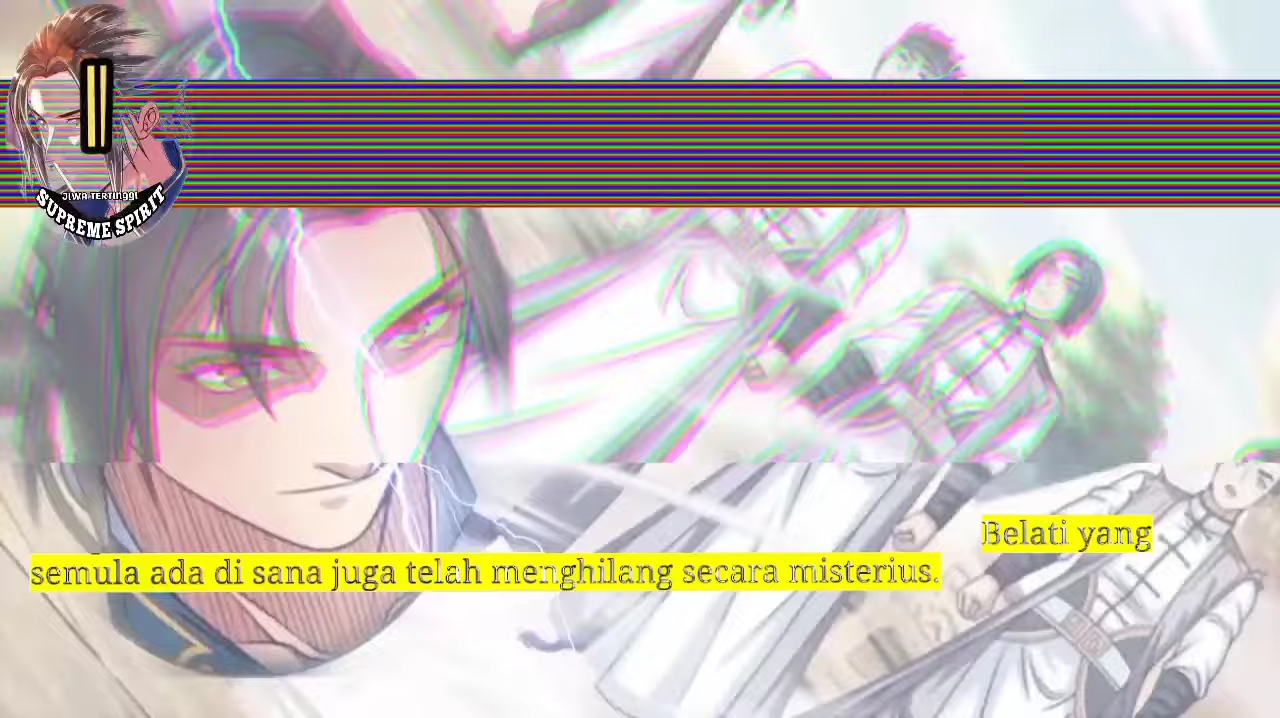 JIWA TERTINGGI
SUPREME SPIRIT
Belati yang
semula ada di sana juga telah menghilang secara misterius.